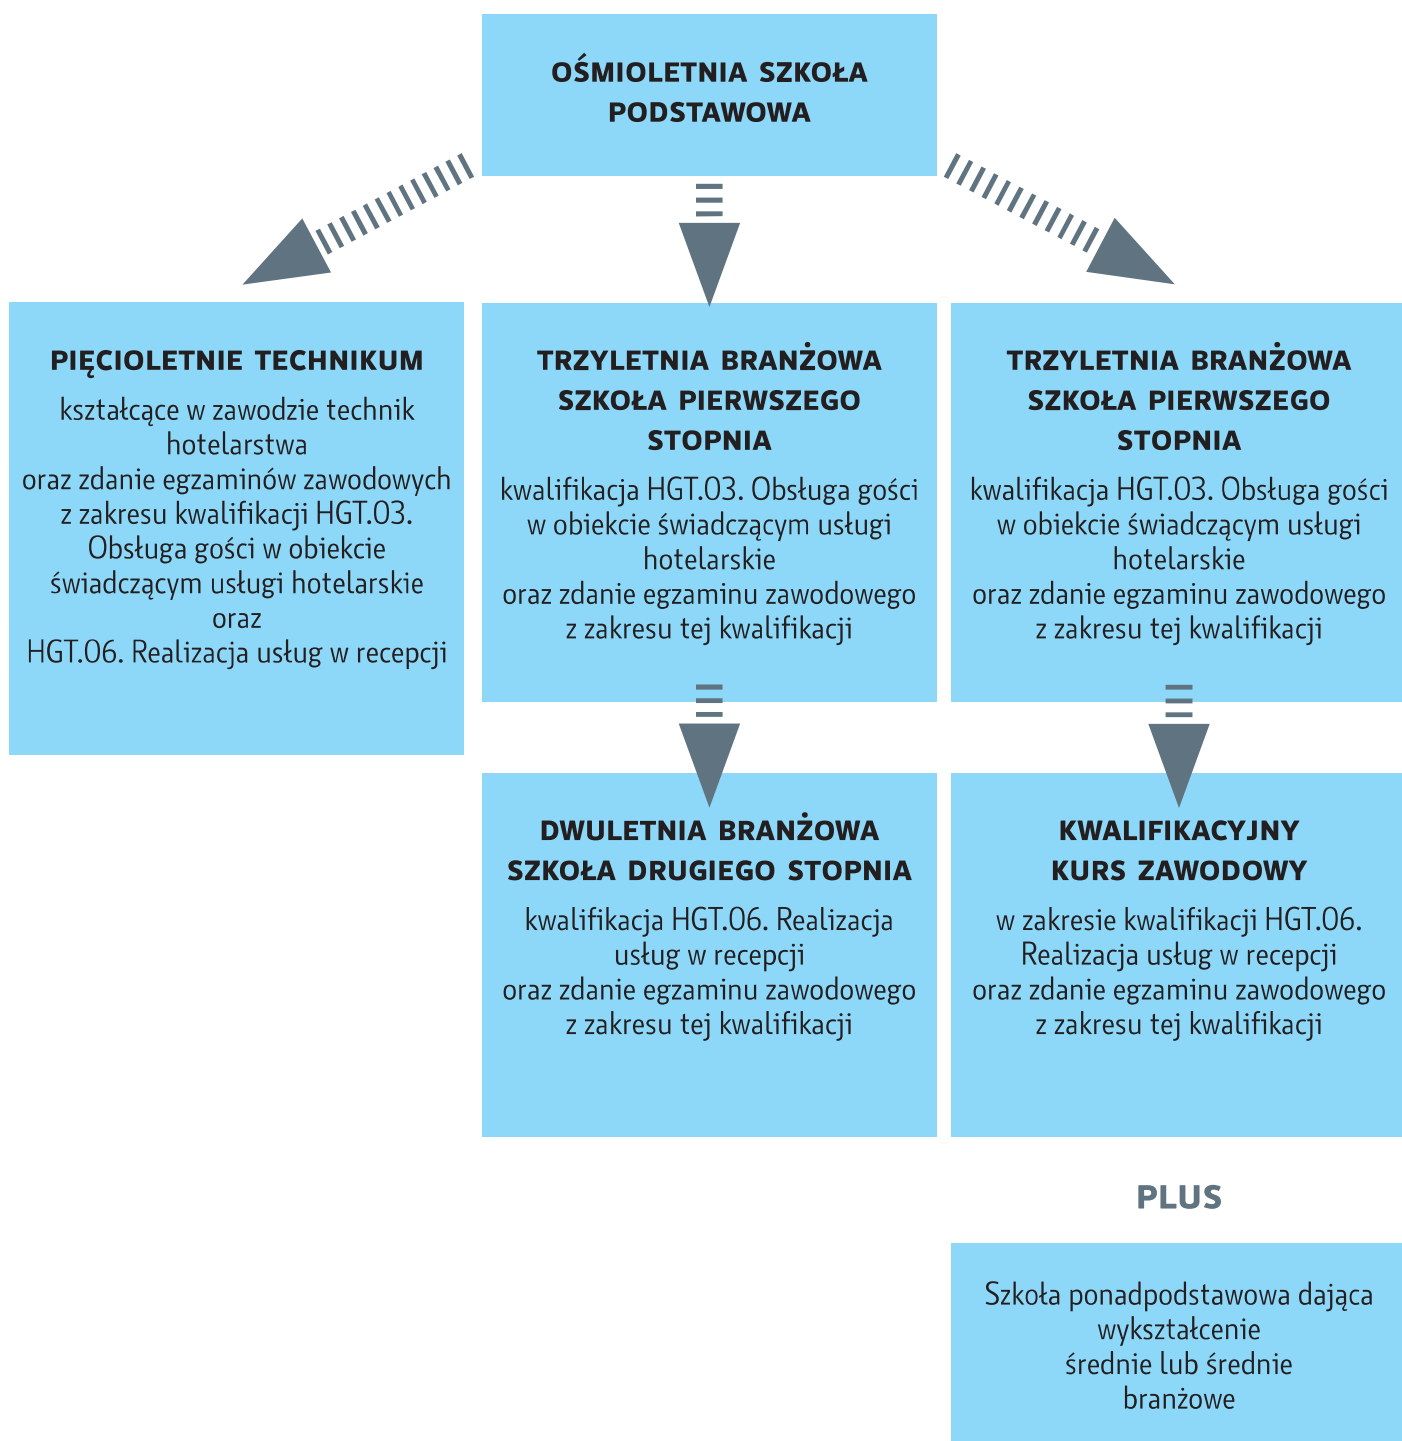 OŚMIOLETNIA SZKOŁA
PODSTAWOWA
PIĘCIOLETNIE TECHNIKUM
kształcące w zawodzie technik
hotelarstwa
oraz zdanie egzaminów zawodowych
z zakresu kwalifikacji HGT.03.
Obsługa gości w obiekcie
świadczącym usługi hotelarskie
oraz
HGT.06. Realizacja usług w recepcji
TRZYLETNIA BRANŻOWA
SZKOŁA PIERWSZEGO
STOPNIA
kwalifikacja HGT.03. Obsługa gości
w obiekcie świadczącym usługi
hotelarskie
oraz zdanie egzaminu zawodowego
z zakresu tej kwalifikacji
TRZYLETNIA BRANŻOWA
SZKOŁA PIERWSZEGO
STOPNIA
kwalifikacja HGT.03. Obsługa gości
w obiekcie świadczącym usługi
hotelarskie
oraz zdanie egzaminu zawodowego
z zakresu tej kwalifikacji
DWULETNIA BRANŻOWA
SZKOŁA DRUGIEGO STOPNIA
kwalifikacja HGT.06. Realizacja
usług w recepcji
oraz zdanie egzaminu zawodowego
z zakresu tej kwalifikacji
KWALIFIKACYJNY
KURS ZAWODOWY
w zakresie kwalifikacji HGT.06.
Realizacja usług w recepcji
oraz zdanie egzaminu zawodowego
z zakresu tej kwalifikacji
PLUS
Szkoła ponadpodstawowa dająca
wykształcenie
średnie lub średnie
branżowe